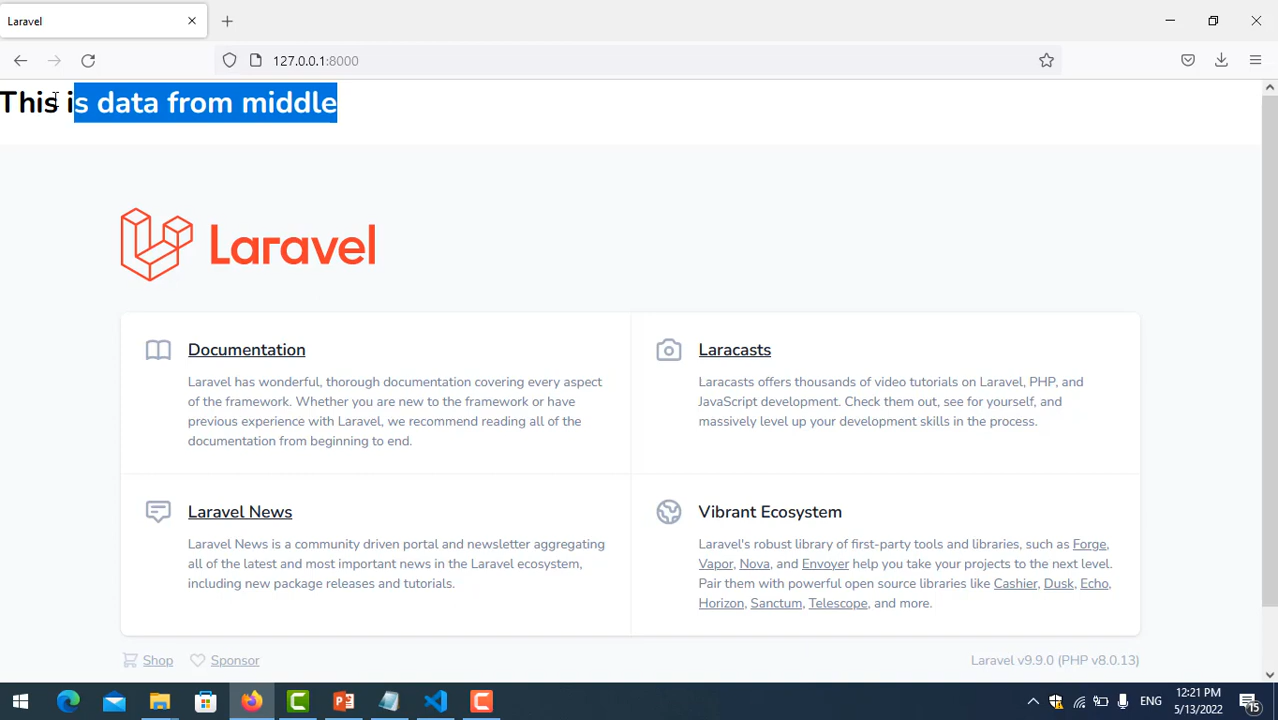 Laravel
127.0.0.1:8000
This is data from middle
Laravel
Documentation
Laravel has wonderful, thorough documentation covering every aspect
of the framework. Whether you are new to the framework or have
previous experience with Laravel, we recommend reading all of the
documentation from beginning to end.
Laracasts
Laracasts offers thousands of video tutorials on Laravel, PHP, and
JavaScript development. Check them out, see for yourself, and
massively level up your development skills in the process.
Laravel News
Laravel News is a community driven portal and newsletter aggregating
all of the latest and most important news in the Laravel ecosystem,
including new package releases and tutorials.
Vibrant Ecosystem
Laravel's robust library of first-party tools and libraries, such as Forge,
Vapor, Nova, and Envoyer help you take your projects to the next level.
Pair them with powerful open source libraries like Cashier, Dusk, Echo,
Horizon, Sanctum, Telescope, and more.
Shop Sponsor
Laravel v9.9.0 (PHP v8.0.13)
ENG
12:21 PM
5/13/2022
15